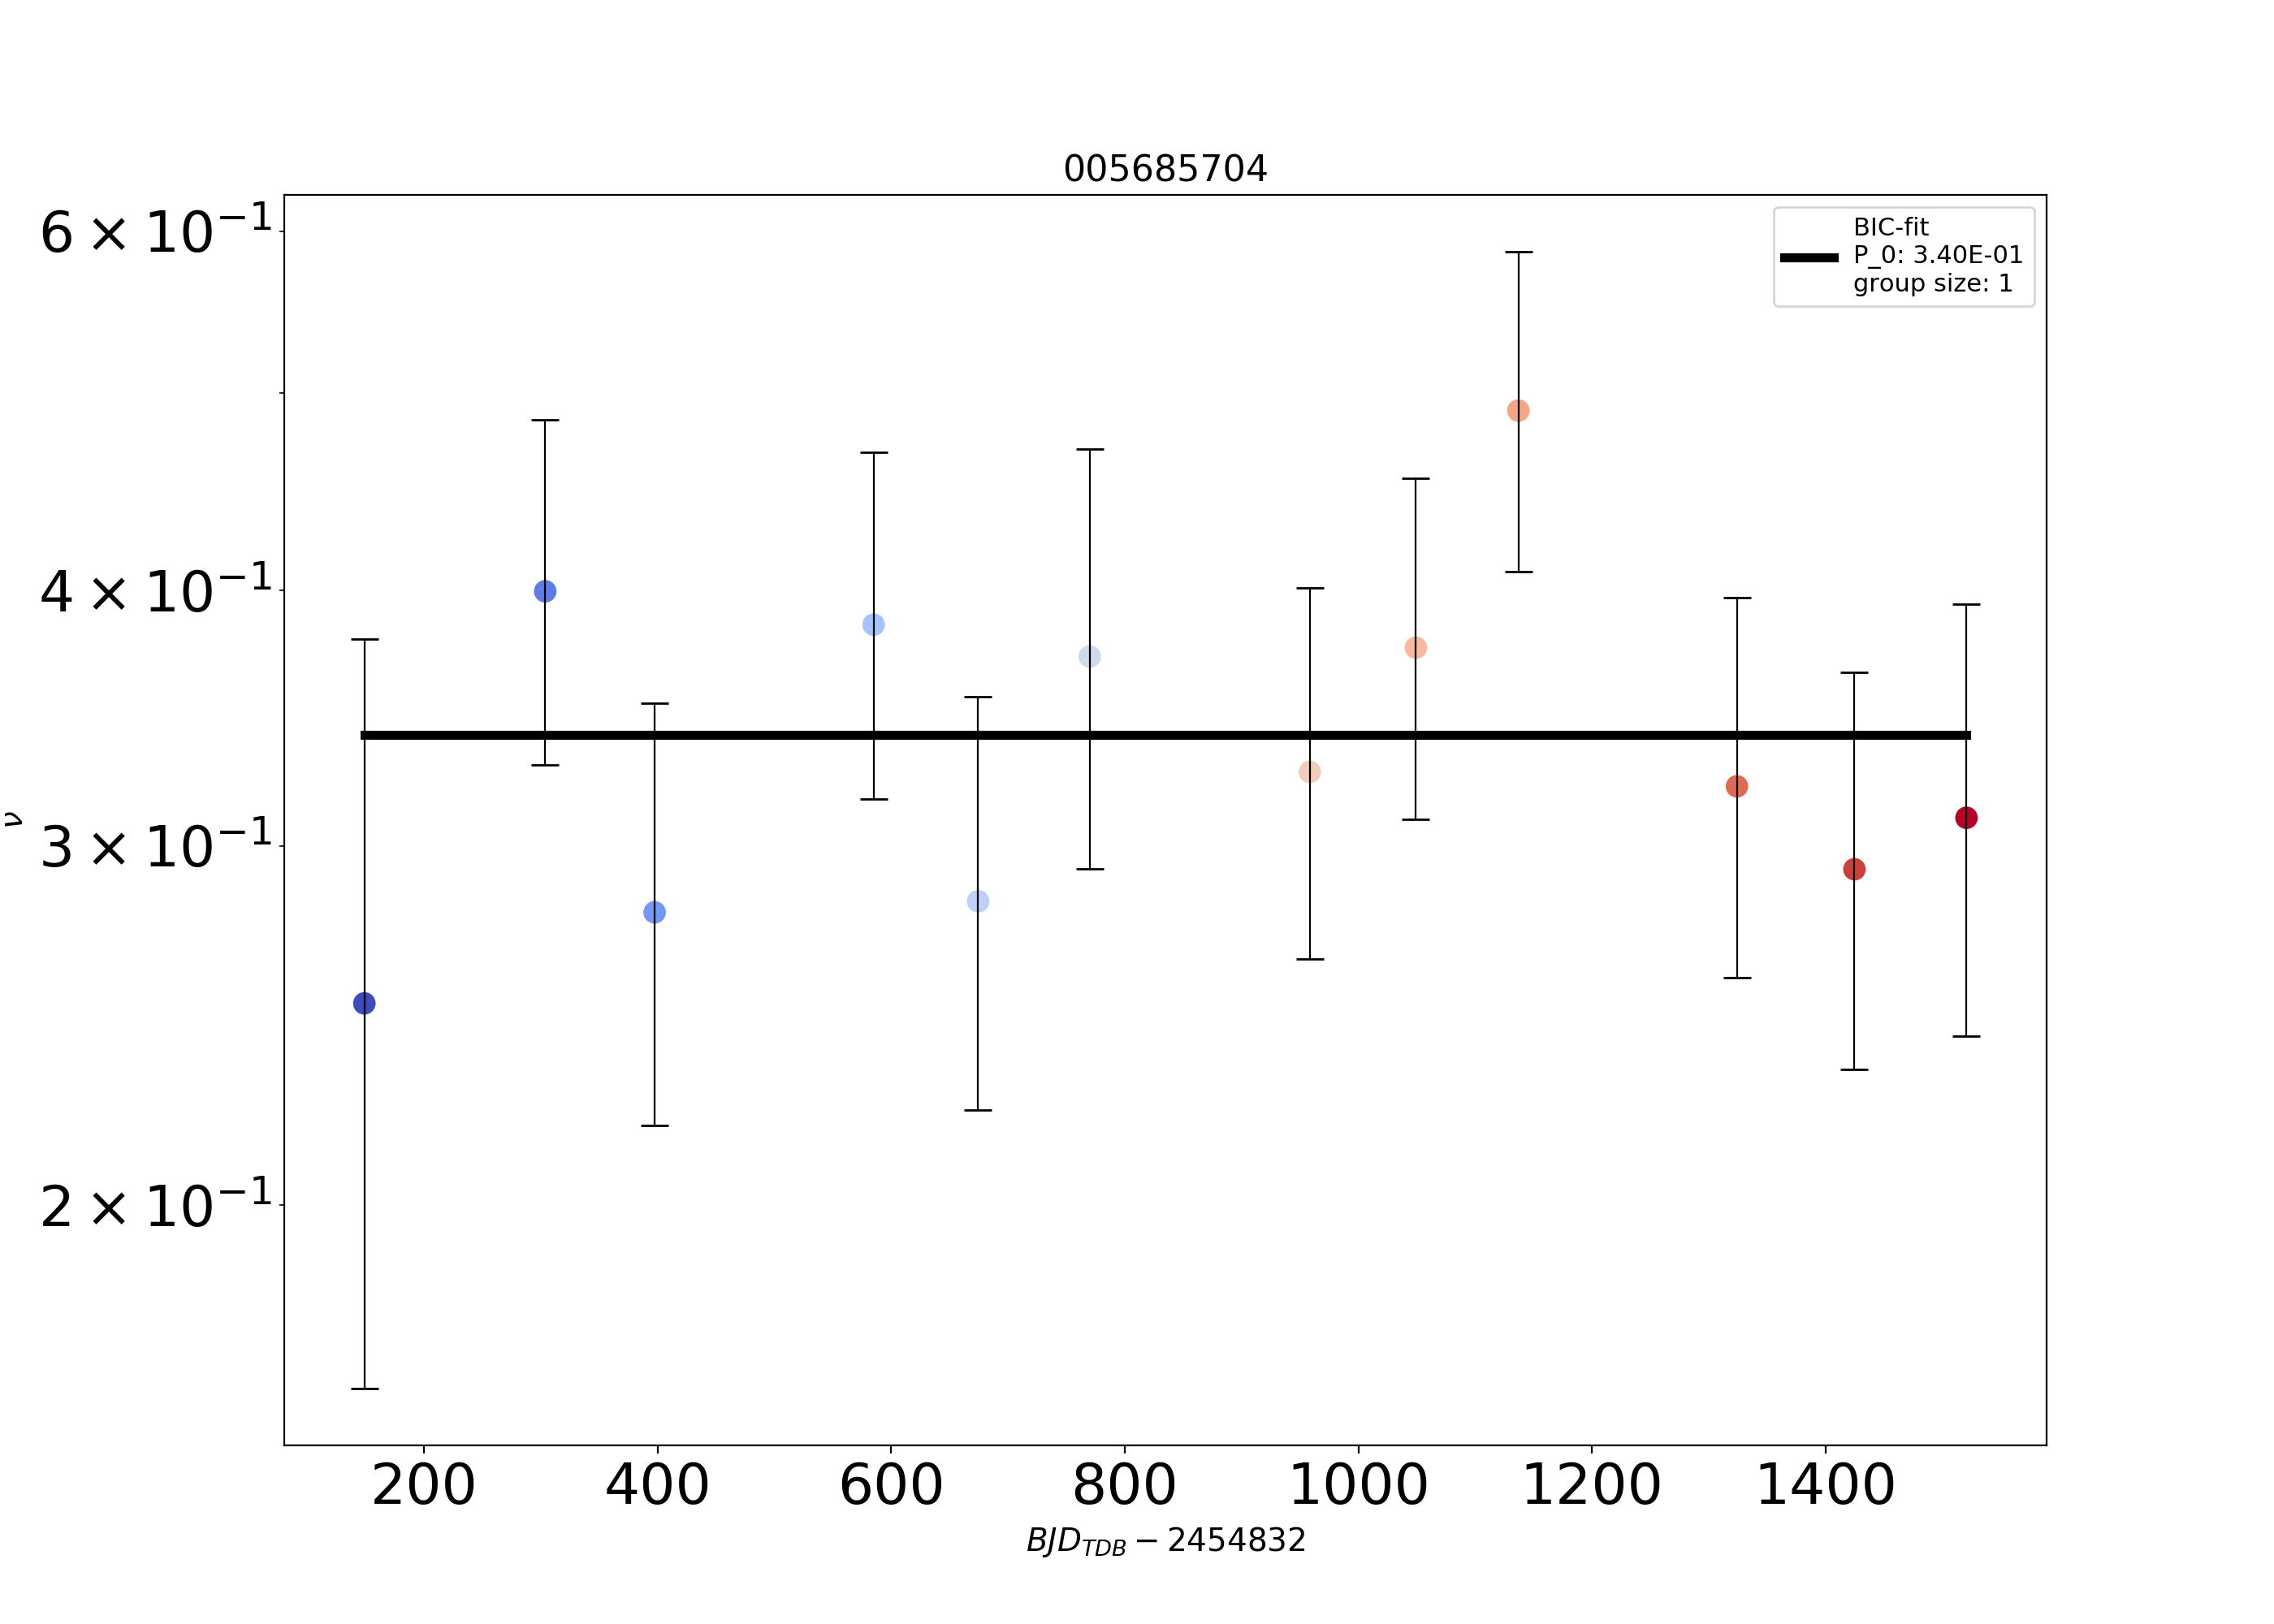 005685704
6 × 10⁻¹
4 × 10⁻¹
3 × 10⁻¹
2 × 10⁻¹
ν
BIC-fit
P_0: 3.40E-01
group size: 1
200 400 600 800 1000 1200 1400
BJD_TDB − 2454832